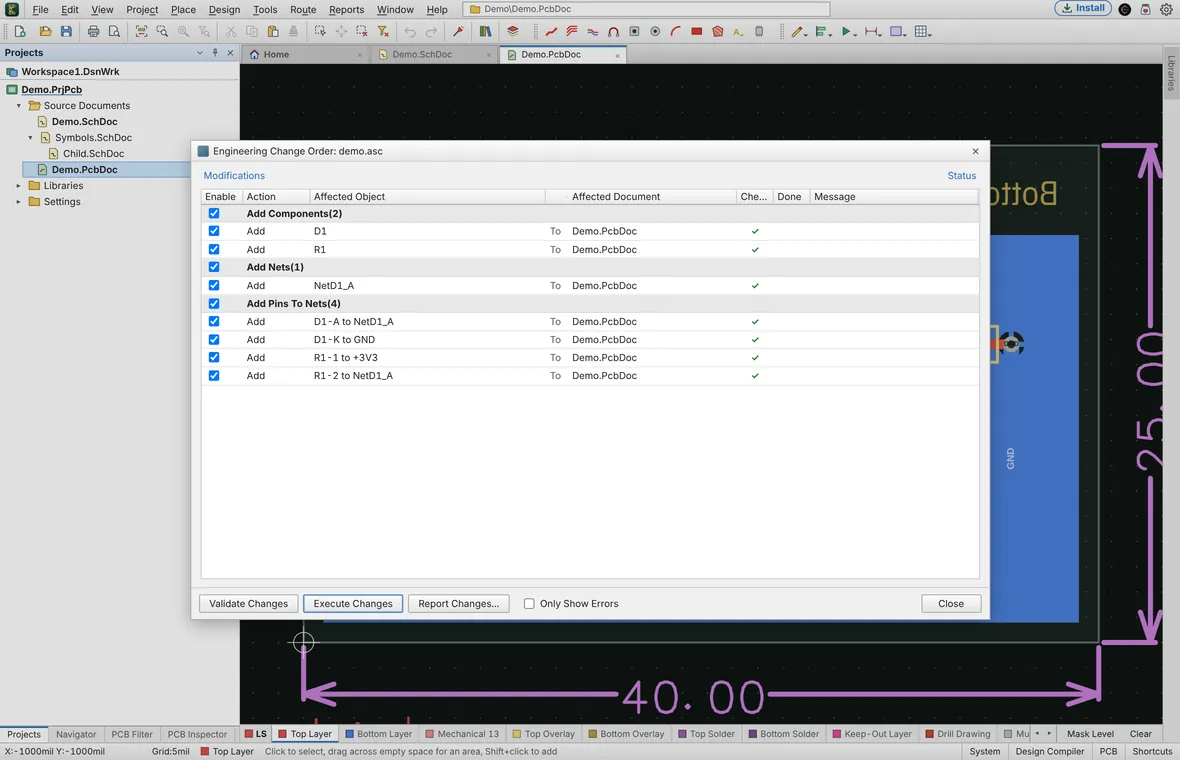 File Edit View Project Place Design Tools Route Reports Window Help Demo\Demo.PcbDoc Install
Projects
Home Demo.SchDoc Demo.PcbDoc
Libraries
Workspace1.DsnWrk
Demo.PrjPcb
Source Documents
Demo.SchDoc
Symbols.SchDoc
Child.SchDoc
Demo.PcbDoc
Libraries
Settings
Engineering Change Order: demo.asc
Modifications Status
Enable Action Affected Object Affected Document Che... Done Message
Add Components(2)
Add D1 To Demo.PcbDoc
Add R1 To Demo.PcbDoc
Add Nets(1)
Add NetD1_A To Demo.PcbDoc
Add Pins To Nets(4)
Add D1-A to NetD1_A To Demo.PcbDoc
Add D1-K to GND To Demo.PcbDoc
Add R1-1 to +3V3 To Demo.PcbDoc
Add R1-2 to NetD1_A To Demo.PcbDoc
Validate Changes Execute Changes Report Changes... Only Show Errors Close
Botto
GND
25.00
40.00
Projects Navigator PCB Filter PCB Inspector LS Top Layer Bottom Layer Mechanical 13 Top Overlay Bottom Overlay Top Solder Bottom Solder Keep-Out Layer Drill Drawing Mu Mask Level Clear
X:-1000mil Y:-1000mil Grid:5mil Top Layer Click to select, drag across empty space for an area, Shift+click to add System Design Compiler PCB Shortcuts